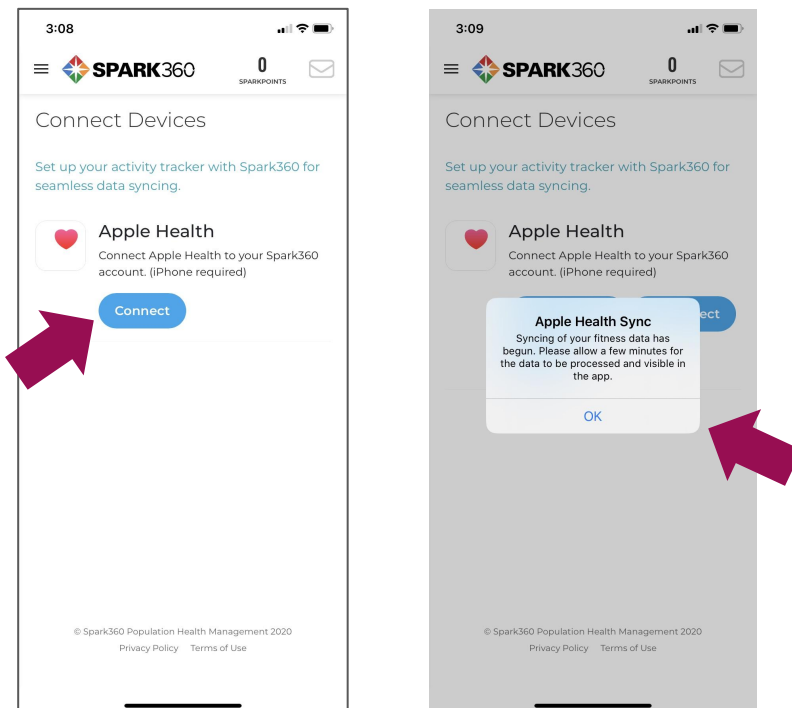 3:08
SPARK360
0
SPARKPOINTS
Connect Devices
Set up your activity tracker with Spark360 for
seamless data syncing.
Apple Health
Connect Apple Health to your Spark360
account. (iPhone required)
Connect
© Spark360 Population Health Management 2020
Privacy Policy Terms of Use
3:09
SPARK360
0
SPARKPOINTS
Connect Devices
Set up your activity tracker with Spark360 for
seamless data syncing.
Apple Health
Connect Apple Health to your Spark360
account. (iPhone required)
ect
Apple Health Sync
Syncing of your fitness data has
begun. Please allow a few minutes for
the data to be processed and visible in
the app.
OK
© Spark360 Population Health Management 2020
Privacy Policy Terms of Use